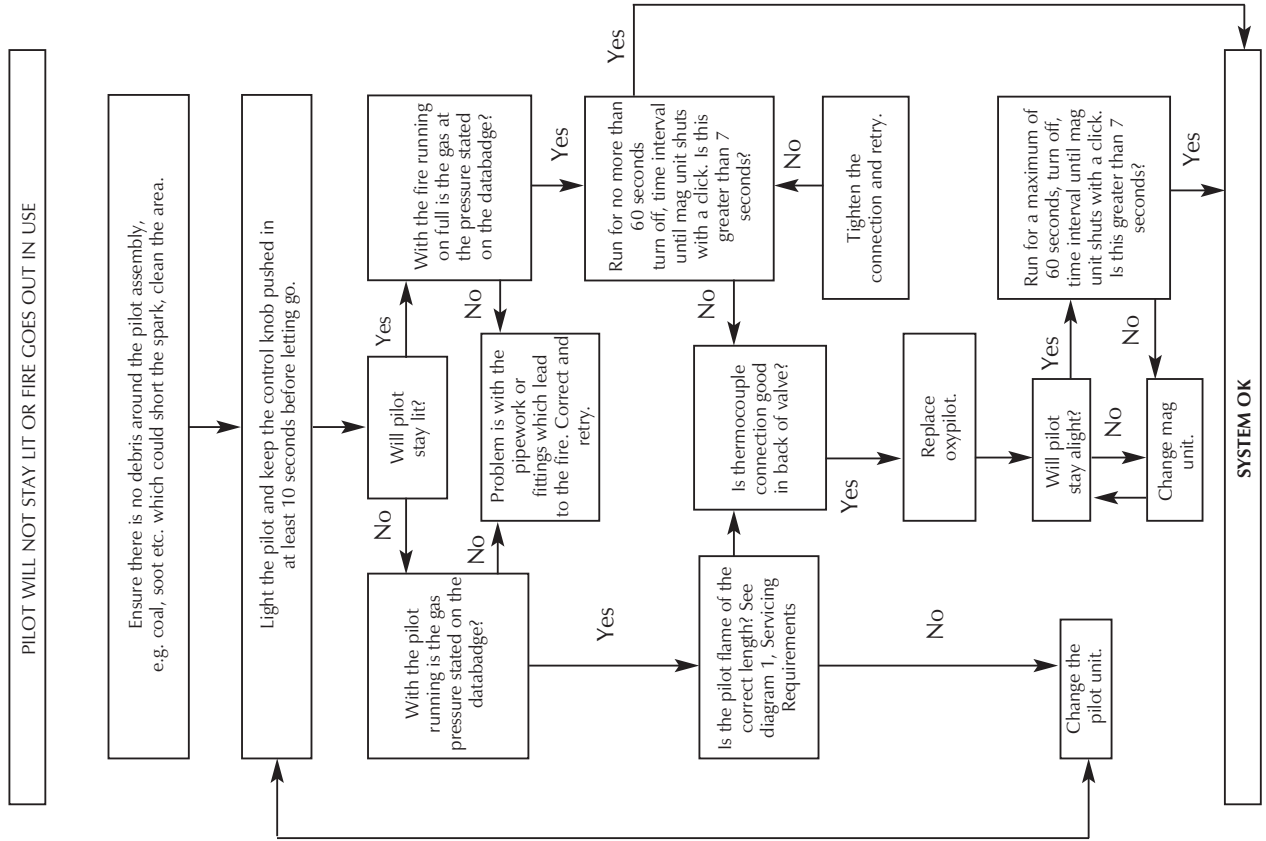 PILOT WILL NOT STAY LIT OR FIRE GOES OUT IN USE
Ensure there is no debris around the pilot assembly,
e.g. coal, soot etc. which could short the spark, clean the area.
Light the pilot and keep the control knob pushed in
at least 10 seconds before letting go.
Will pilot
stay lit?
No
Yes
With the pilot
running is the gas
pressure stated on the
databadge?
With the fire running
on full is the gas at
the pressure stated
on the databadge?
No
No
Problem is with the
pipework or
fittings which lead
to the fire. Correct and
retry.
Yes
Yes
Is the pilot flame of the
correct length? See
diagram 1, Servicing
Requirements
Run for no more than
60 seconds
turn off, time interval
until mag unit shuts
with a click. Is this
greater than 7
seconds?
Yes
No
Is thermocouple
connection good
in back of valve?
No
Tighten the
connection and retry.
Yes
Replace
oxypilot.
No
Change the
pilot unit.
Will pilot
stay alight?
Yes
Run for a maximum of
60 seconds, turn off,
time interval until mag
unit shuts with a click.
Is this greater than 7
seconds?
No
No
Change mag
unit.
Yes
SYSTEM OK